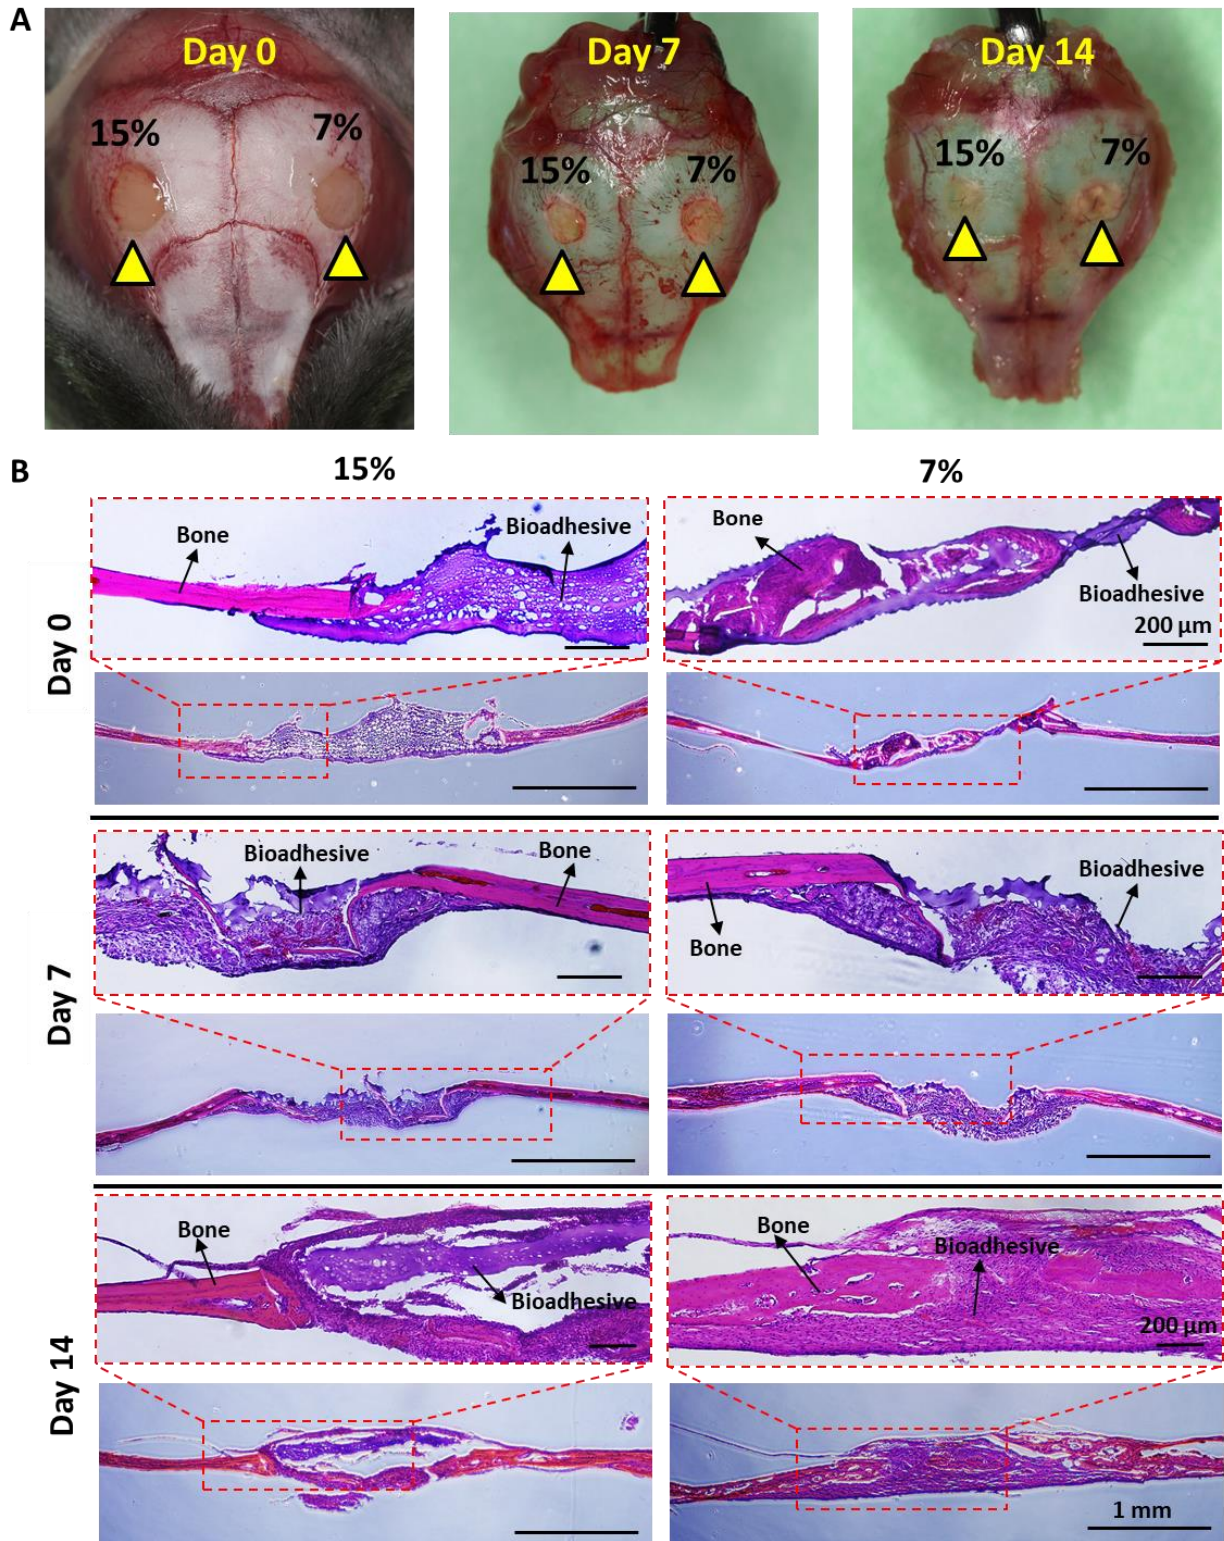 A
Day 0
Day 7
Day 14
15%
7%
15%
7%
15%
7%
B
15%
7%
Day 0
Bone
Bioadhesive
Bone
Bioadhesive
200 µm
Day 7
Bioadhesive
Bone
Bone
Bioadhesive
Day 14
Bone
Bioadhesive
Bone
Bioadhesive
200 µm
1 mm